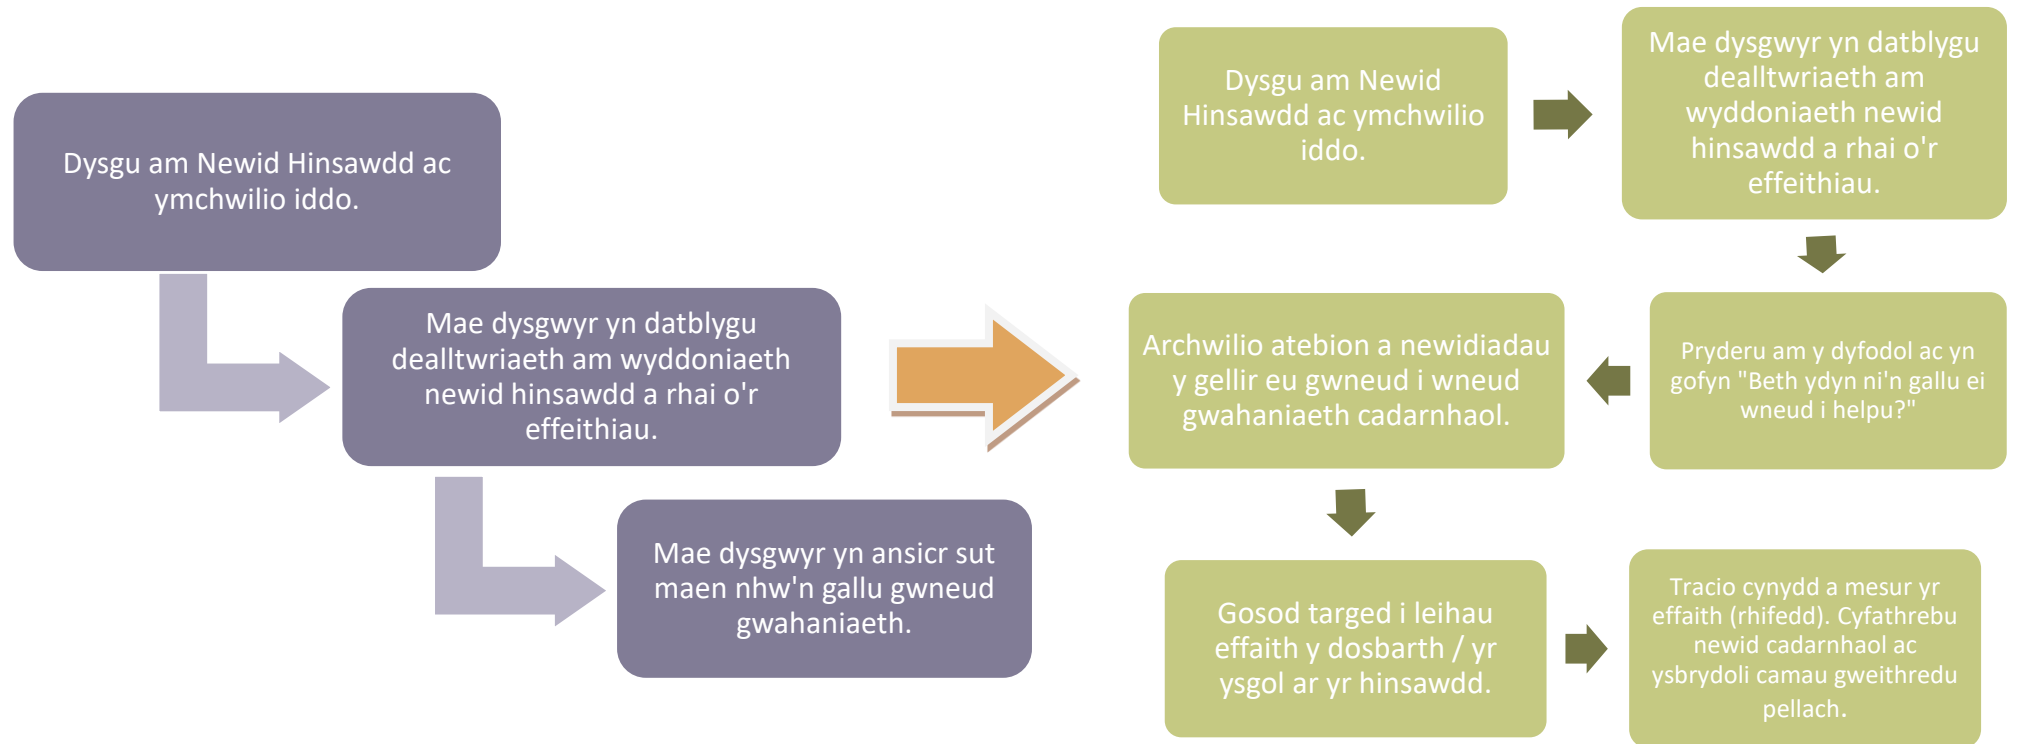 Dysgu am Newid Hinsawdd ac
ymchwilio iddo.
Mae dysgwyr yn datblygu
dealltwriaeth am wyddoniaeth
newid hinsawdd a rhai o'r
effeithiau.
Mae dysgwyr yn ansicr sut
maen nhw'n gallu gwneud
gwahaniaeth.
Dysgu am Newid
Hinsawdd ac ymchwilio
iddo.
Mae dysgwyr yn datblygu
dealltwriaeth am
wyddoniaeth newid
hinsawdd a rhai o'r
effeithiau.
Pryderu am y dyfodol ac yn
gofyn "Beth ydyn ni'n gallu ei
wneud i helpu?"
Archwilio atebion a newidiadau
y gellir eu gwneud i wneud
gwahaniaeth cadarnhaol.
Gosod targed i leihau
effaith y dosbarth / yr
ysgol ar yr hinsawdd.
Tracio cynydd a mesur yr
effaith (rhifedd). Cyfathrebu
newid cadarnhaol ac
ysbrydoli camau gweithredu
pellach.